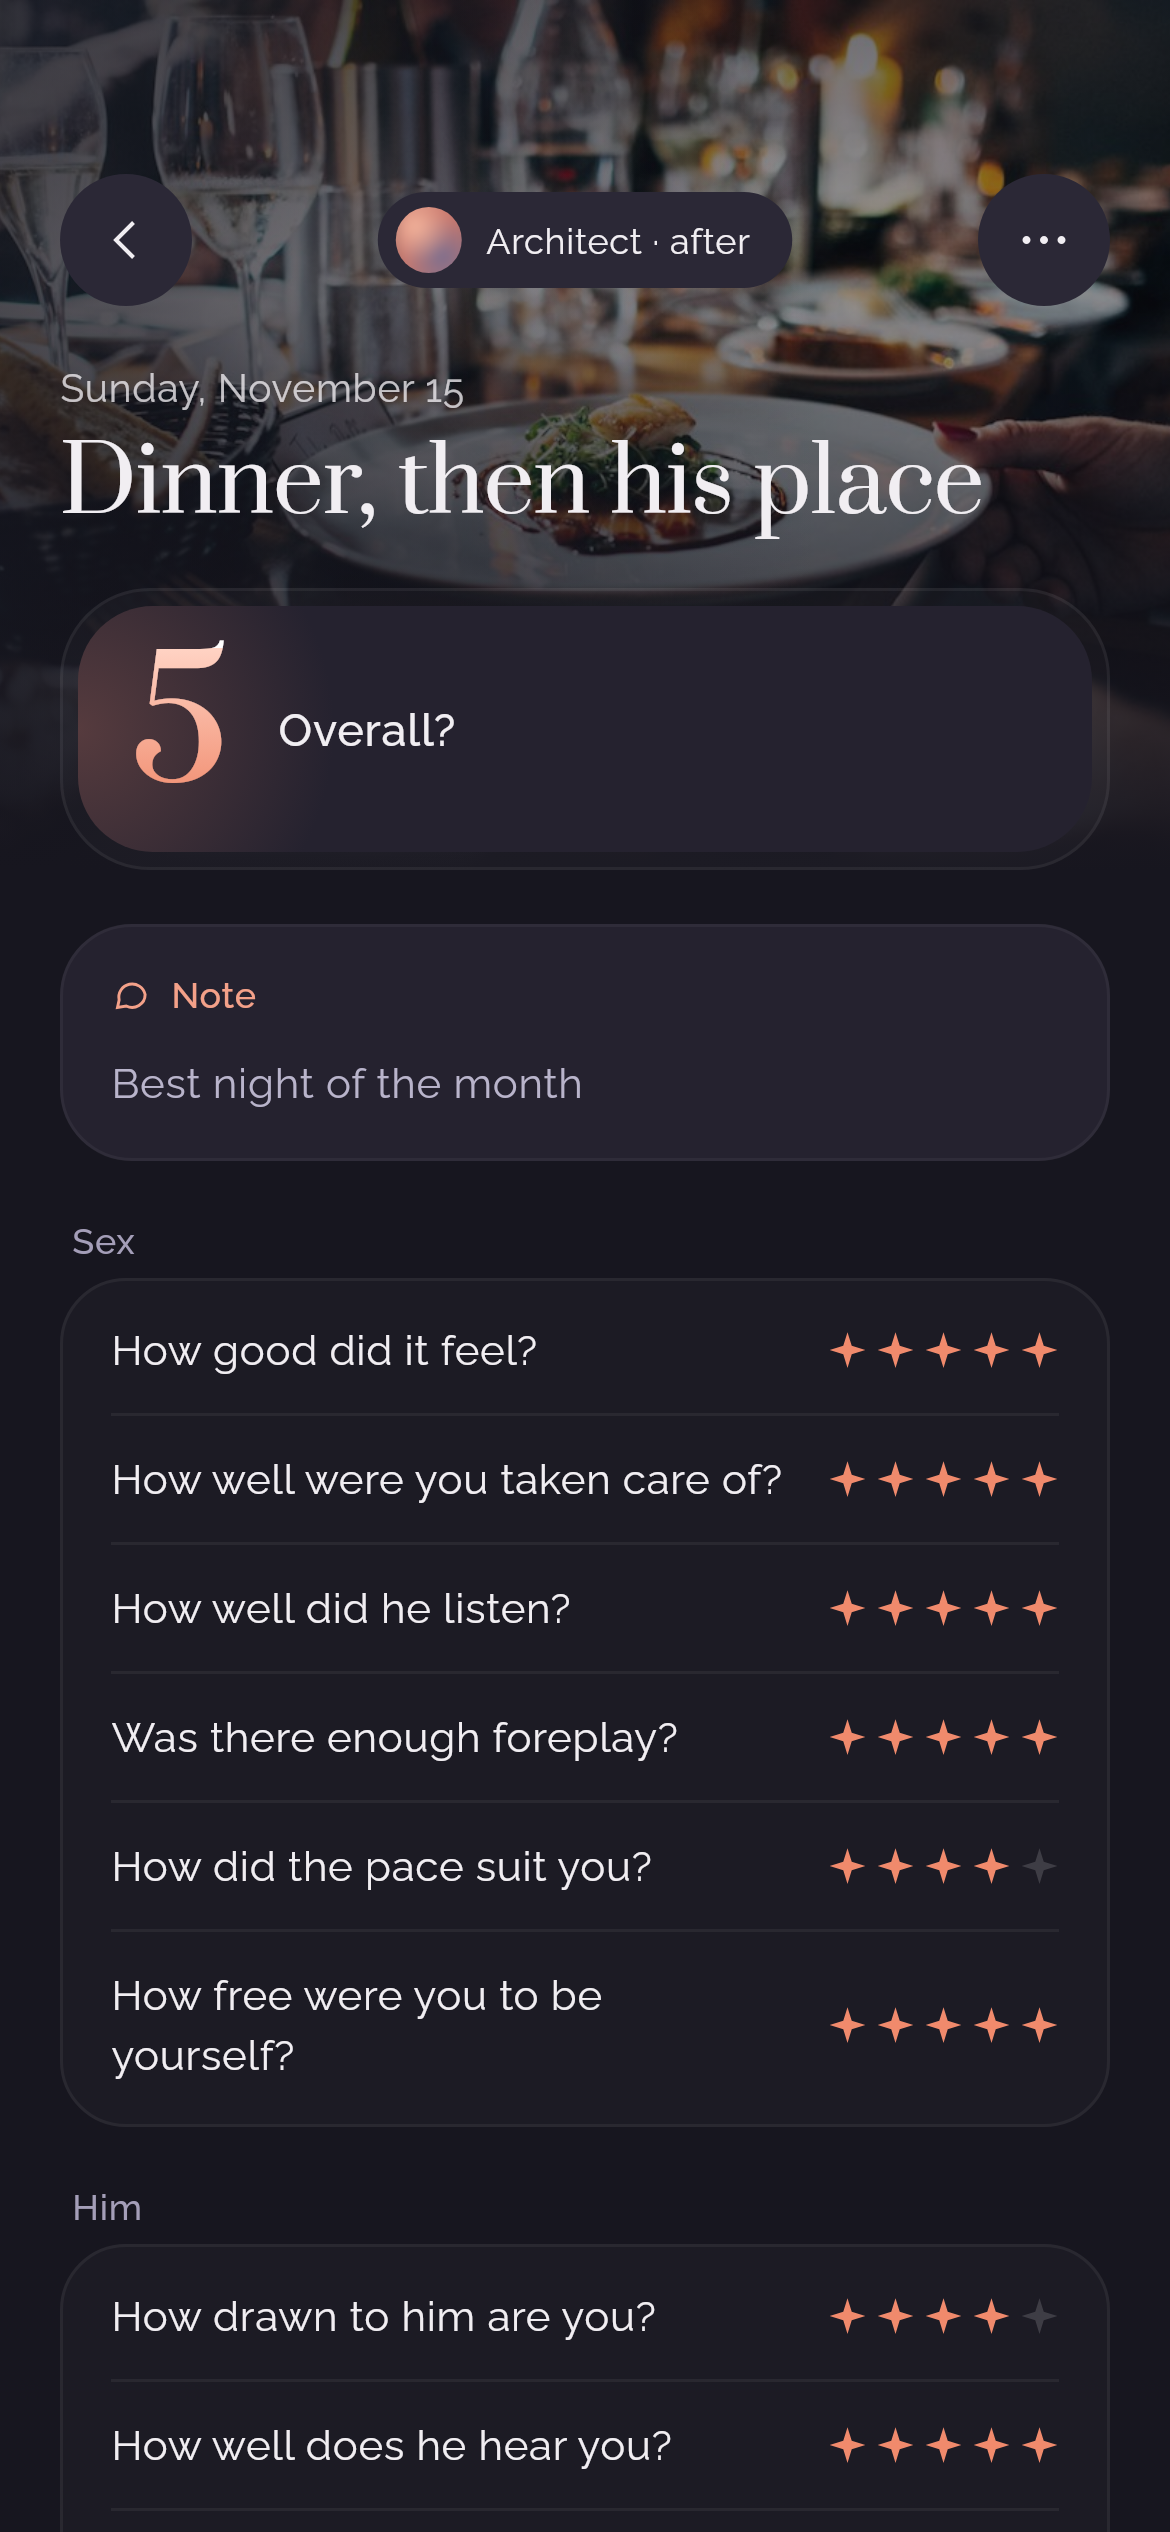 Architect · after
Sunday, November 15
Dinner, then his place
5
Overall?
Note
Best night of the month
Sex
How good did it feel?
How well were you taken care of?
How well did he listen?
Was there enough foreplay?
How did the pace suit you?
How free were you to be
yourself?
Him
How drawn to him are you?
How well does he hear you?